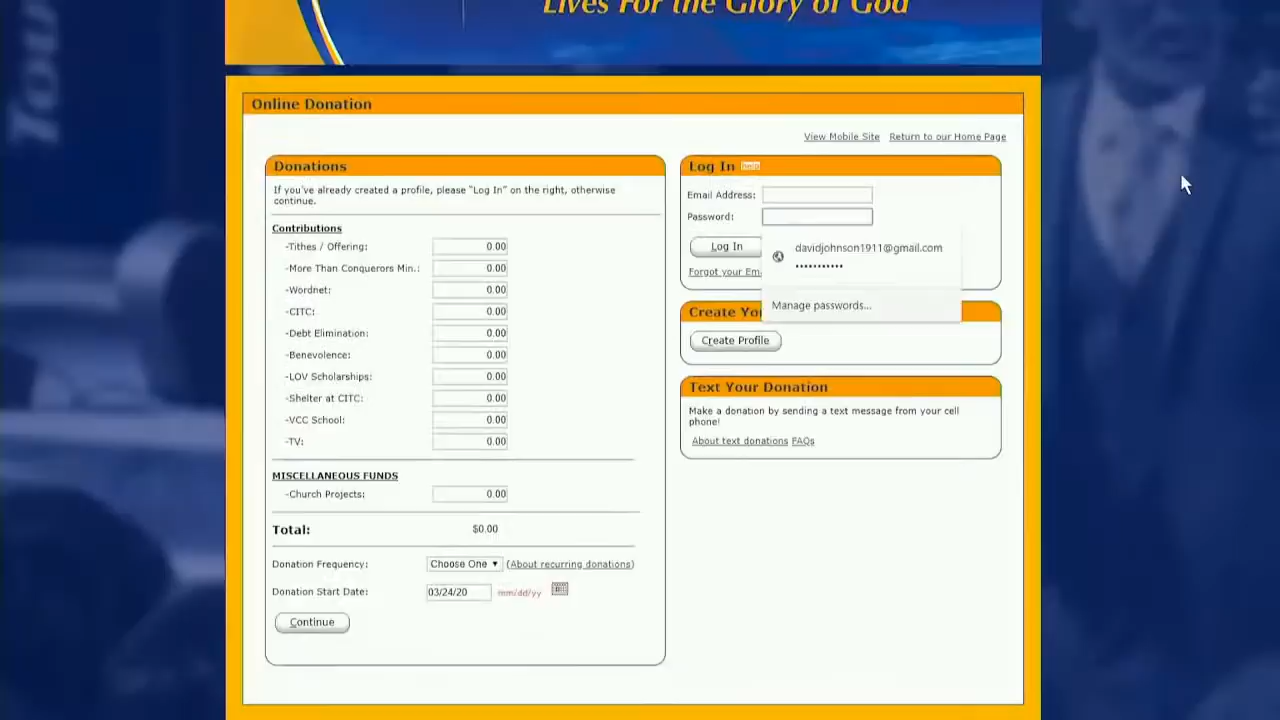 Lives For the Glory of God
Online Donation
View Mobile Site Return to our Home Page
Donations
If you've already created a profile, please "Log In" on the right, otherwise
continue.
Contributions
-Tithes / Offering: 0.00
-More Than Conquerors Min.: 0.00
-Wordnet: 0.00
-CITC: 0.00
-Debt Elimination: 0.00
-Benevolence: 0.00
-LOV Scholarships: 0.00
-Shelter at CITC: 0.00
-VCC School: 0.00
-TV: 0.00
MISCELLANEOUS FUNDS
-Church Projects: 0.00
Total: $0.00
Donation Frequency: Choose One (About recurring donations)
Donation Start Date: 03/24/20 mm/dd/yy
Continue
Log In help
Email Address:
Password:
Log In
davidjohnson1911@gmail.com
•••••••••••
Forgot your Em
Manage passwords...
Create Yo
Create Profile
Text Your Donation
Make a donation by sending a text message from your cell
phone!
About text donations FAQs